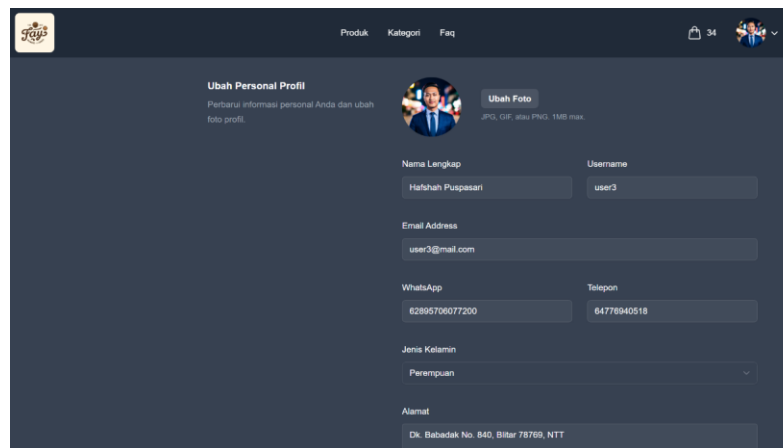 Fay's
Produk Kategori Faq 34
Ubah Personal Profil
Perbarui informasi personal Anda dan ubah
foto profil.
Ubah Foto
JPG, GIF, atau PNG. 1MB max.
Nama Lengkap Username
Hafshah Puspasari user3
Email Address
user3@mail.com
WhatsApp Telepon
62895706077200 64776940518
Jenis Kelamin
Perempuan
Alamat
Dk. Babadak No. 840, Blitar 78769, NTT